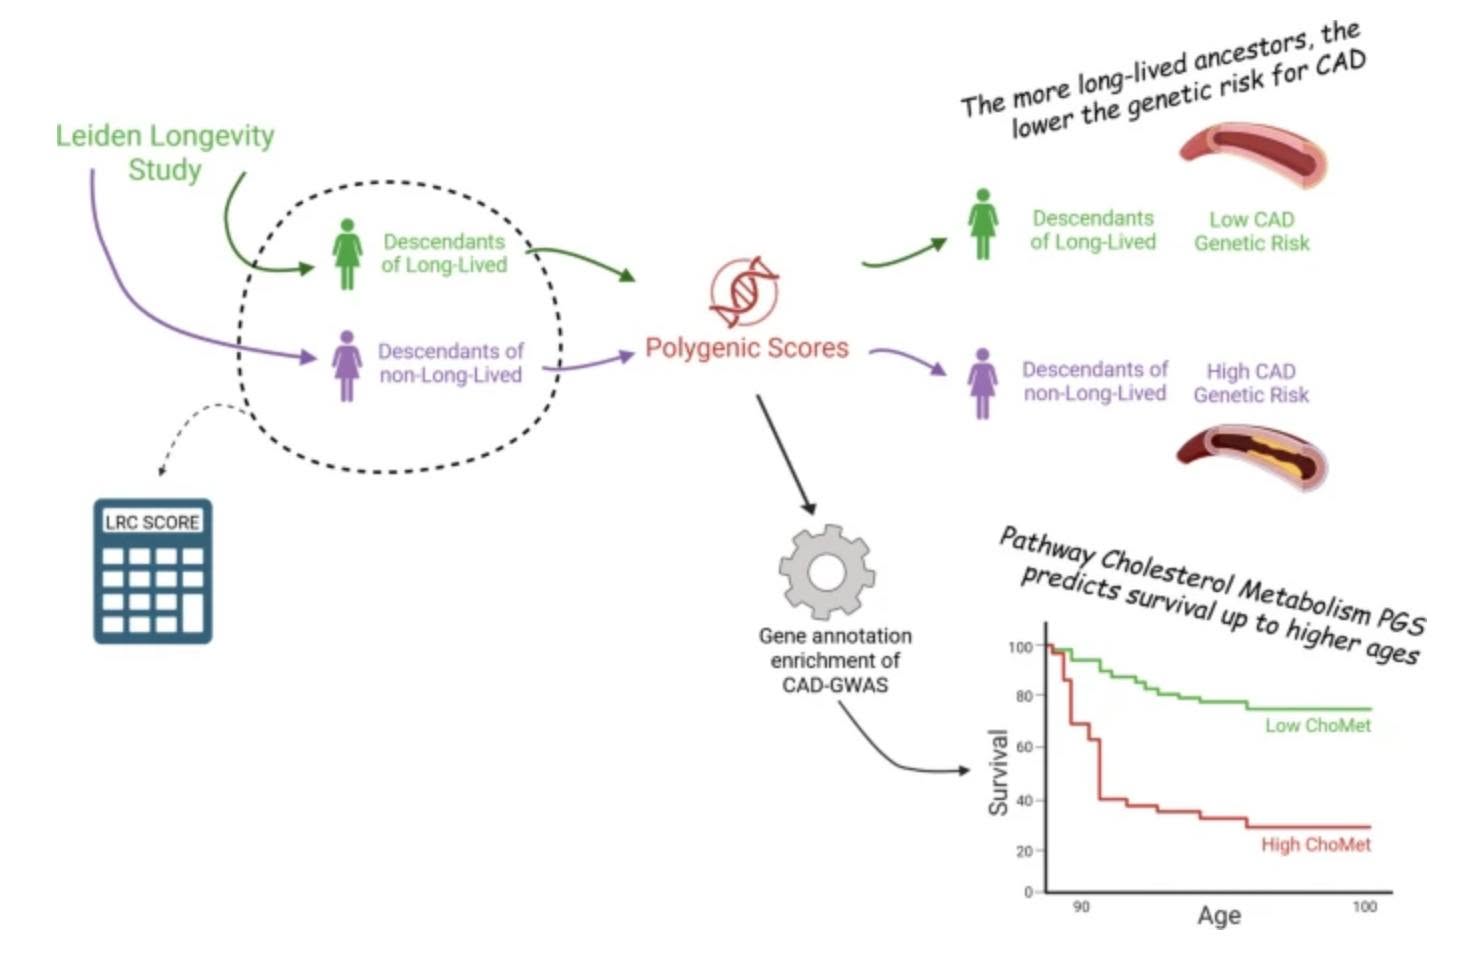 The more long-lived ancestors, the
lower the genetic risk for CAD
Leiden Longevity
Study
Descendants
of Long-Lived
Descendants of
non-Long-Lived
LRC SCORE
Polygenic Scores
Descendants
of Long-Lived
Low CAD
Genetic Risk
Descendants of
non-Long-Lived
High CAD
Genetic Risk
Gene annotation
enrichment of
CAD-GWAS
Pathway Cholesterol Metabolism PGS
predicts survival up to higher ages
Survival
100
80
60
40
20
0
Low ChoMet
High ChoMet
90
100
Age